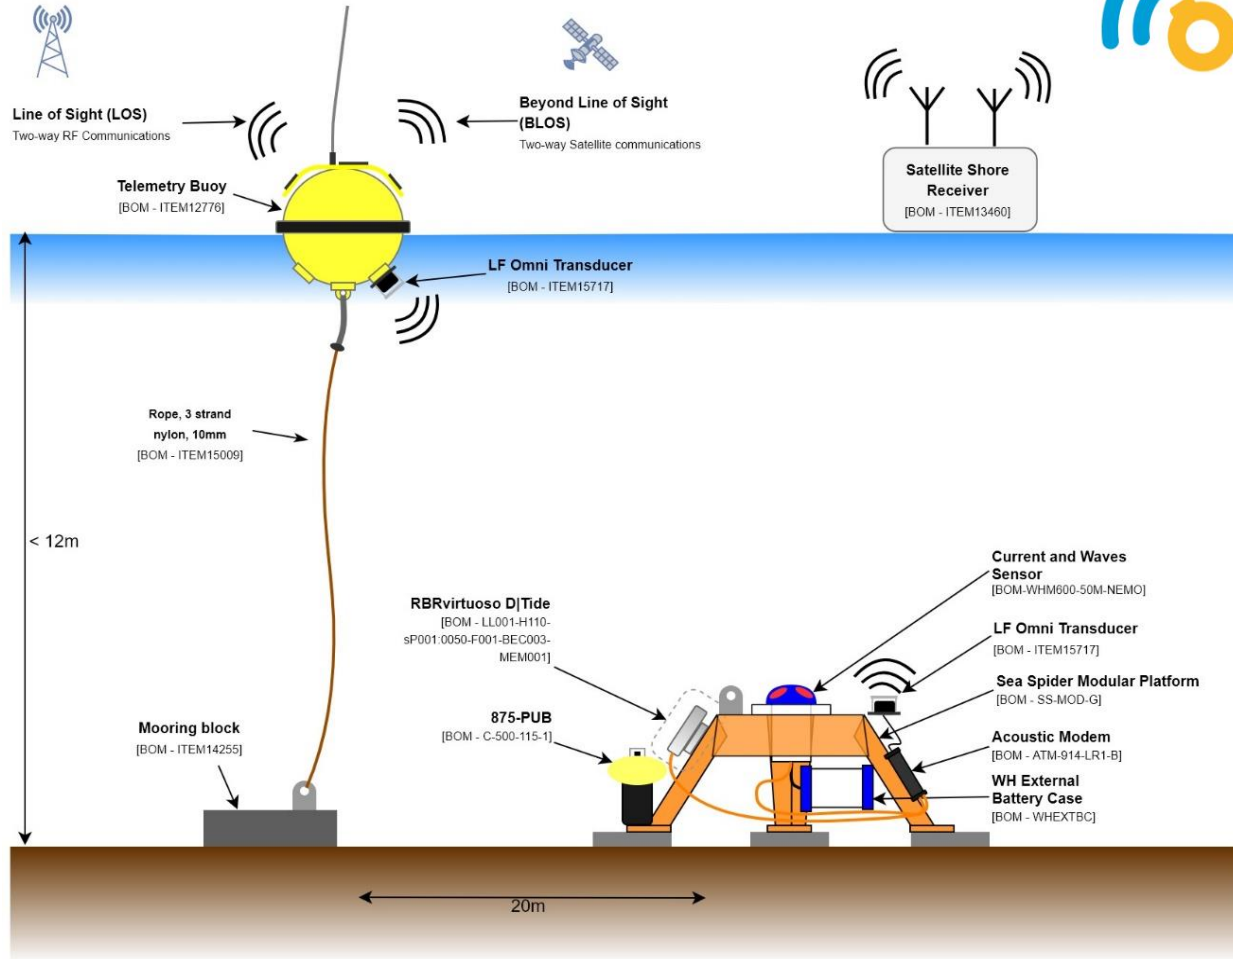 Line of Sight (LOS)
Two-way RF Communications
Beyond Line of Sight
(BLOS)
Two-way Satellite communications
Telemetry Buoy
[BOM - ITEM12776]
Satellite Shore
Receiver
[BOM - ITEM13460]
LF Omni Transducer
[BOM - ITEM15717]
Rope, 3 strand
nylon, 10mm
[BOM - ITEM15009]
< 12m
Mooring block
[BOM - ITEM14255]
RBRvirtuoso D|Tide
[BOM - LL001-H110-
sP001:0050-F001-BEC003-
MEM001]
875-PUB
[BOM - C-500-115-1]
Current and Waves
Sensor
[BOM-WHM600-50M-NEMO]
LF Omni Transducer
[BOM - ITEM15717]
Sea Spider Modular Platform
[BOM - SS-MOD-G]
Acoustic Modem
[BOM - ATM-914-LR1-B]
WH External
Battery Case
[BOM - WHEXTBC]
20m